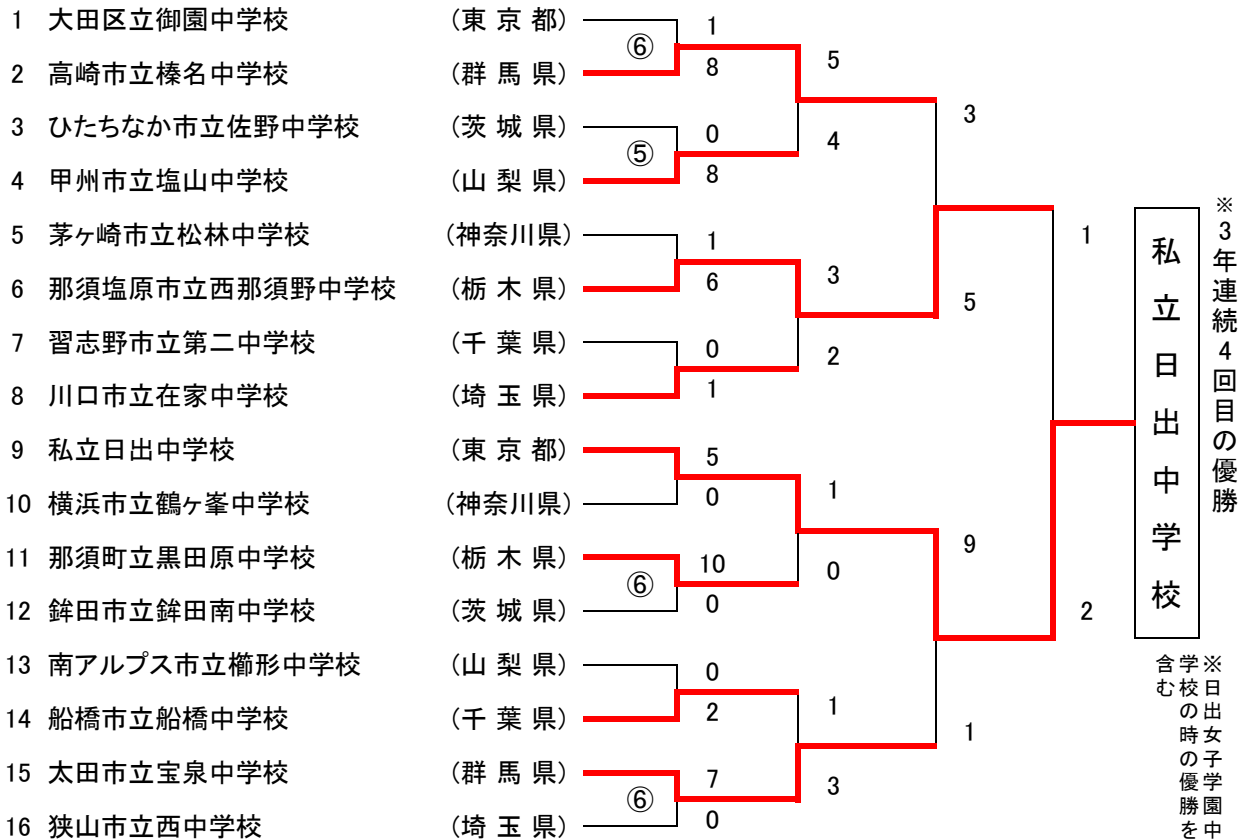 1 大田区立御園中学校 (東京都)
2 高崎市立榛名中学校 (群馬県)
3 ひたちなか市立佐野中学校 (茨城県)
4 甲州市立塩山中学校 (山梨県)
5 茅ヶ崎市立松林中学校 (神奈川県)
6 那須塩原市立西那須野中学校 (栃木県)
7 習志野市立第二中学校 (千葉県)
8 川口市立在家中学校 (埼玉県)
9 私立日出中学校 (東京都)
10 横浜市立鶴ヶ峯中学校 (神奈川県)
11 那須町立黒田原中学校 (栃木県)
12 鉾田市立鉾田南中学校 (茨城県)
13 南アルプス市立櫛形中学校 (山梨県)
14 船橋市立船橋中学校 (千葉県)
15 太田市立宝泉中学校 (群馬県)
16 狭山市立西中学校 (埼玉県)
⑥
⑤
⑥
⑥
1
8
0
8
1
6
0
1
5
0
10
0
0
2
7
0
5
4
3
2
1
0
1
3
3
5
9
1
1
2
私立日出中学校
※3年連続4回目の優勝
※日出女子学園中
学校の時の優勝を
含む